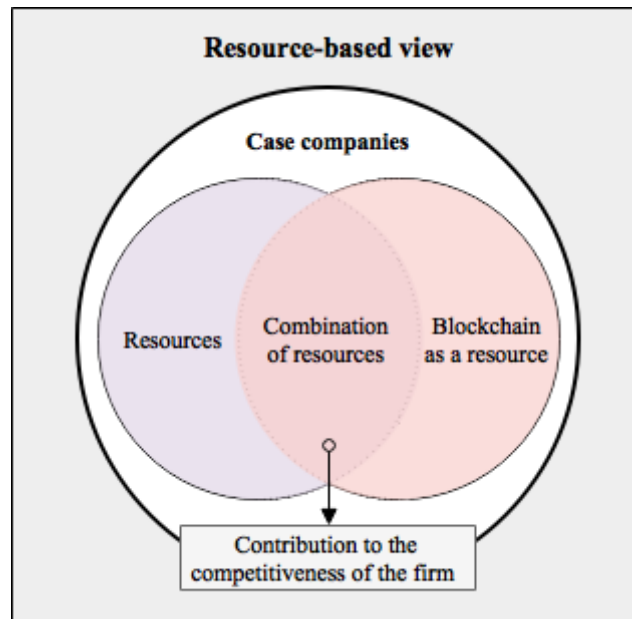 Resource-based view
Case companies
Resources
Combination
of resources
Blockchain
as a resource
Contribution to the
competitiveness of the firm